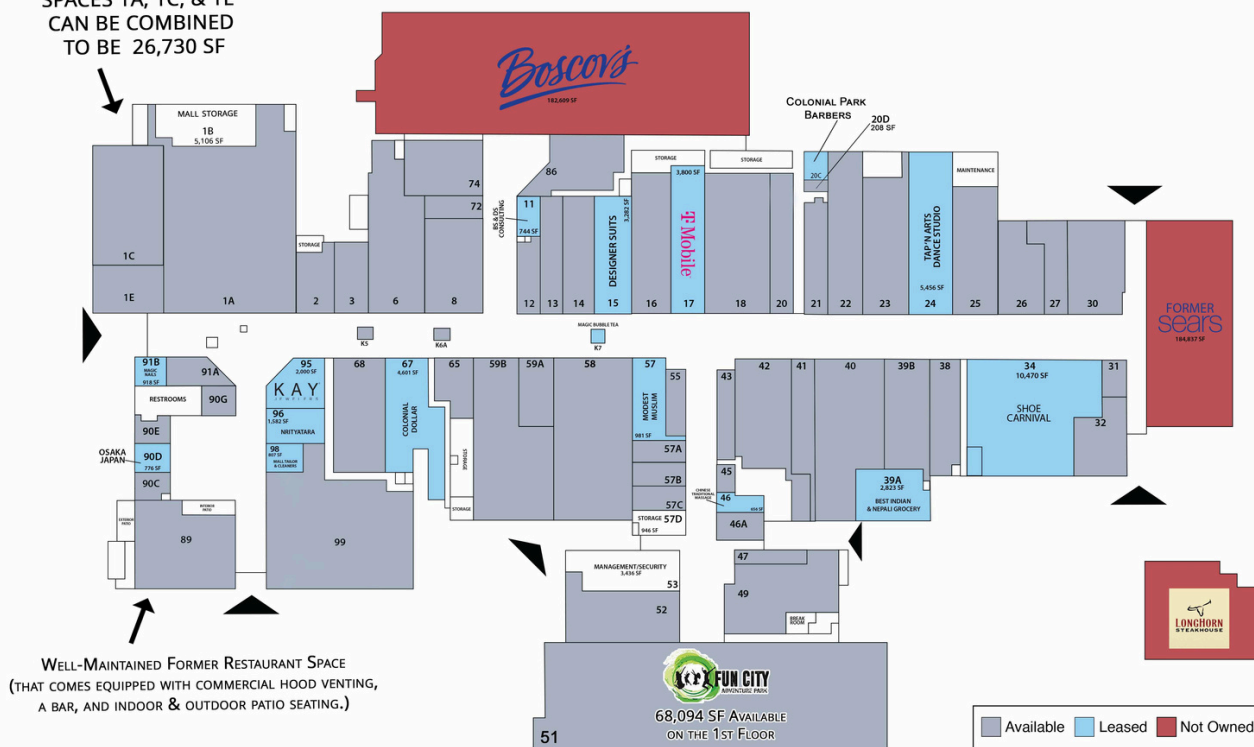 SPACES 1A, 1C, & 1E
CAN BE COMBINED
TO BE 26,730 SF
Boscov's
182,609 SF
MALL STORAGE
1B
5,106 SF
1C
1E
1A
STORAGE
2
3
6
74
72
8
86
11
744 SF
BS & DS
CONSULTING
12
13
14
DESIGNER SUITS
3,282 SF
15
STORAGE
16
3,800 SF
T Mobile
17
STORAGE
18
20
COLONIAL PARK
BARBERS
20D
208 SF
20C
21
22
23
TAP'N ARTS
DANCE STUDIO
5,456 SF
24
MAINTENANCE
25
26
27
30
FORMER
sears
184,837 SF
K5
K6A
MAGIC BUBBLE TEA
K7
91B
MAGIC
NAILS
918 SF
91A
RESTROOMS
90G
90E
OSAKA
JAPAN
90D
776 SF
90C
EXTERIOR
PATIO
INTERIOR
PATIO
89
95
2,000 SF
KAY
JEWELERS
96
1,582 SF
NRITYATARA
98
807 SF
MALL TAILOR
& CLEANERS
99
68
67
4,601 SF
COLONIAL
DOLLAR
65
STORAGE
STORAGE
59B
59A
58
57
MODEST
MUSLIM
981 SF
55
57A
57B
57C
STORAGE 57D
946 SF
MANAGEMENT/SECURITY
3,436 SF
53
52
43
45
CHINESE
TRADITIONAL
MASSAGE
46
46A
47
49
BREAK
ROOM
42
41
40
39B
39A
2,823 SF
BEST INDIAN
& NEPALI GROCERY
38
34
10,470 SF
SHOE
CARNIVAL
31
32
LONGHORN
STEAKHOUSE
WELL-MAINTAINED FORMER RESTAURANT SPACE
(THAT COMES EQUIPPED WITH COMMERCIAL HOOD VENTING,
A BAR, AND INDOOR & OUTDOOR PATIO SEATING.)
FUN CITY
ADVENTURE PARK
68,094 SF AVAILABLE
ON THE 1ST FLOOR
51
Available
Leased
Not Owned